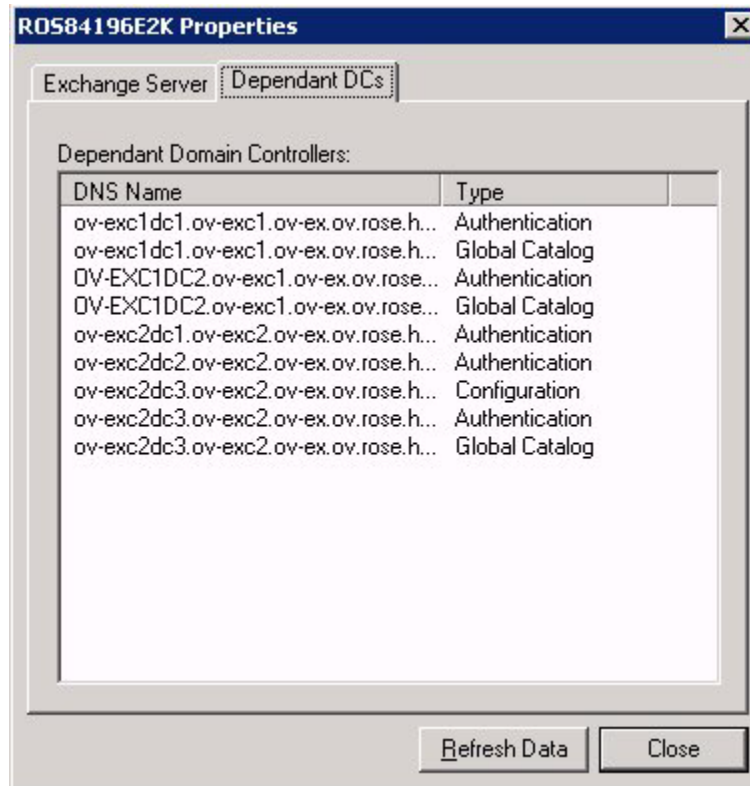 ROS84196E2K Properties
Exchange Server Dependant DCs
Dependant Domain Controllers:
DNS Name Type
ov-exc1dc1.ov-exc1.ov-ex.ov.rose.h... Authentication
ov-exc1dc1.ov-exc1.ov-ex.ov.rose.h... Global Catalog
OV-EXC1DC2.ov-exc1.ov-ex.ov.rose... Authentication
OV-EXC1DC2.ov-exc1.ov-ex.ov.rose... Global Catalog
ov-exc2dc1.ov-exc2.ov-ex.ov.rose.h... Authentication
ov-exc2dc2.ov-exc2.ov-ex.ov.rose.h... Authentication
ov-exc2dc3.ov-exc2.ov-ex.ov.rose.h... Configuration
ov-exc2dc3.ov-exc2.ov-ex.ov.rose.h... Authentication
ov-exc2dc3.ov-exc2.ov-ex.ov.rose.h... Global Catalog
Refresh Data Close